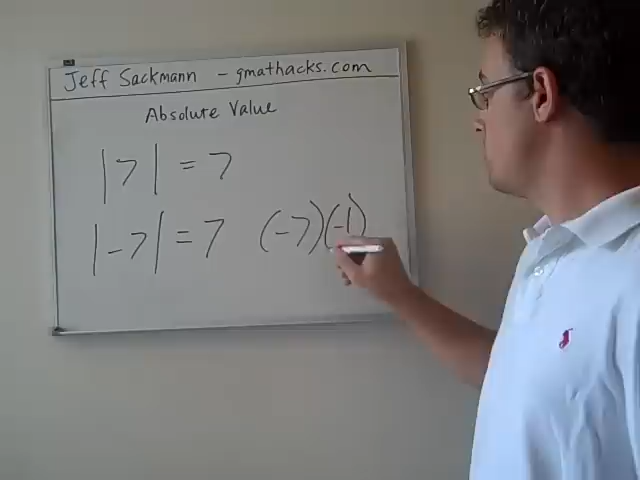 Jeff Sackmann - gmathacks.com
Absolute Value
|7| = 7
|-7| = 7 (-7)(-1)